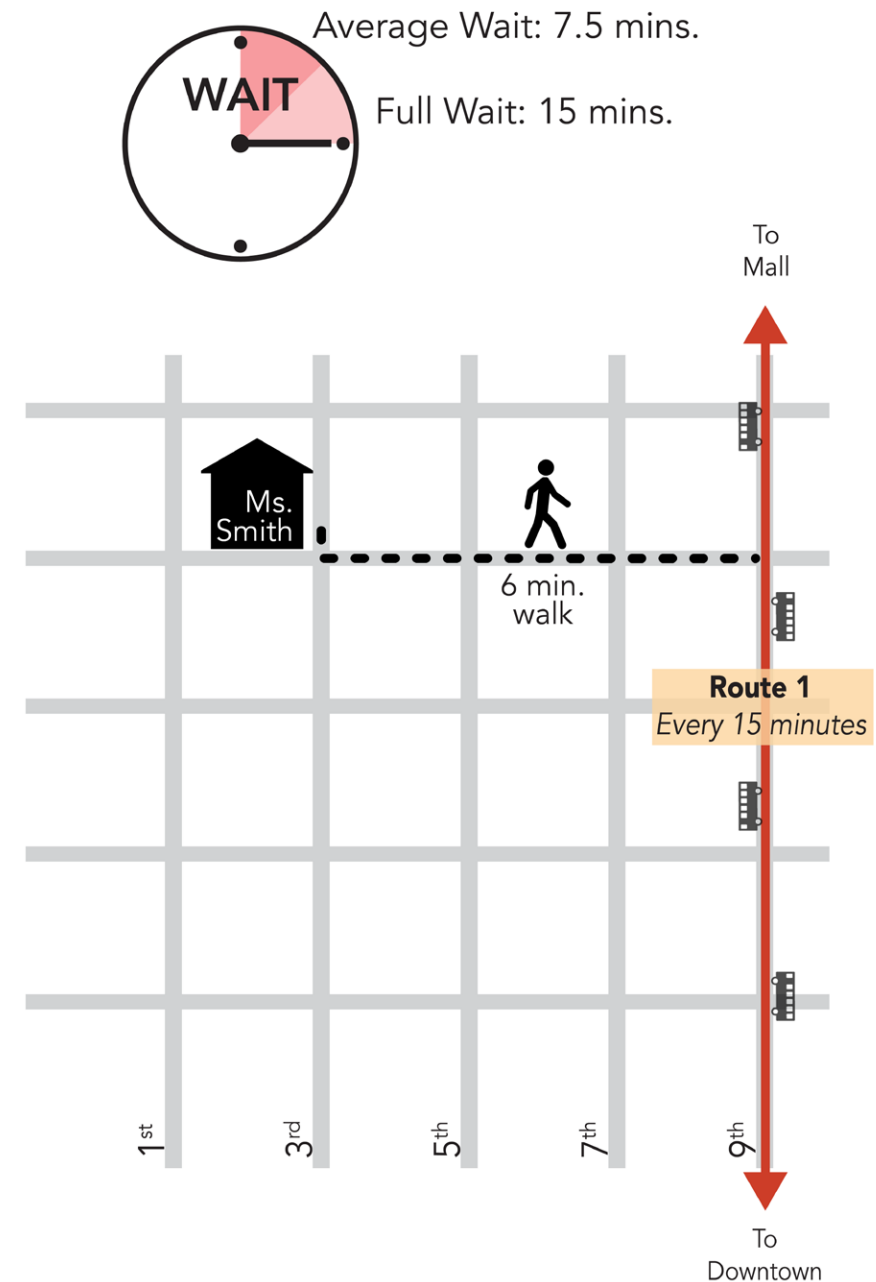 Average Wait: 7.5 mins.
WAIT
Full Wait: 15 mins.
To
Mall
Ms.
Smith
6 min.
walk
Route 1
Every 15 minutes
1st
3rd
5th
7th
9th
To
Downtown